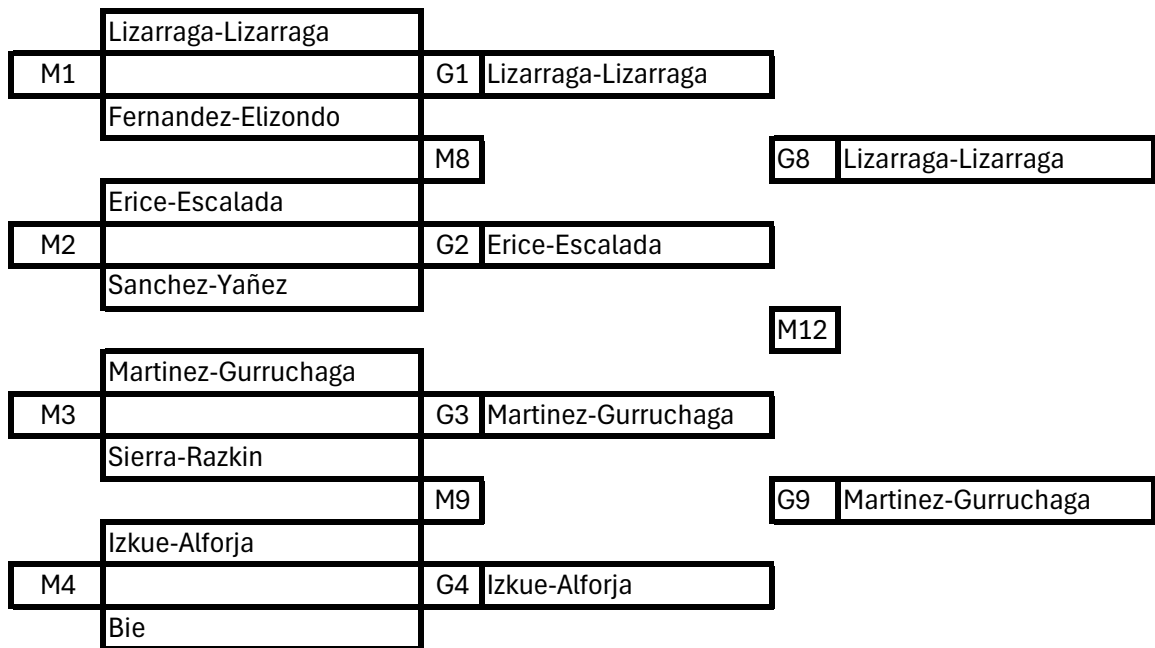 Lizarraga-Lizarraga
M1 G1 Lizarraga-Lizarraga
Fernandez-Elizondo
M8 G8 Lizarraga-Lizarraga
Erice-Escalada
M2 G2 Erice-Escalada
Sanchez-Yañez
M12
Martinez-Gurruchaga
M3 G3 Martinez-Gurruchaga
Sierra-Razkin
M9 G9 Martinez-Gurruchaga
Izkue-Alforja
M4 G4 Izkue-Alforja
Bie